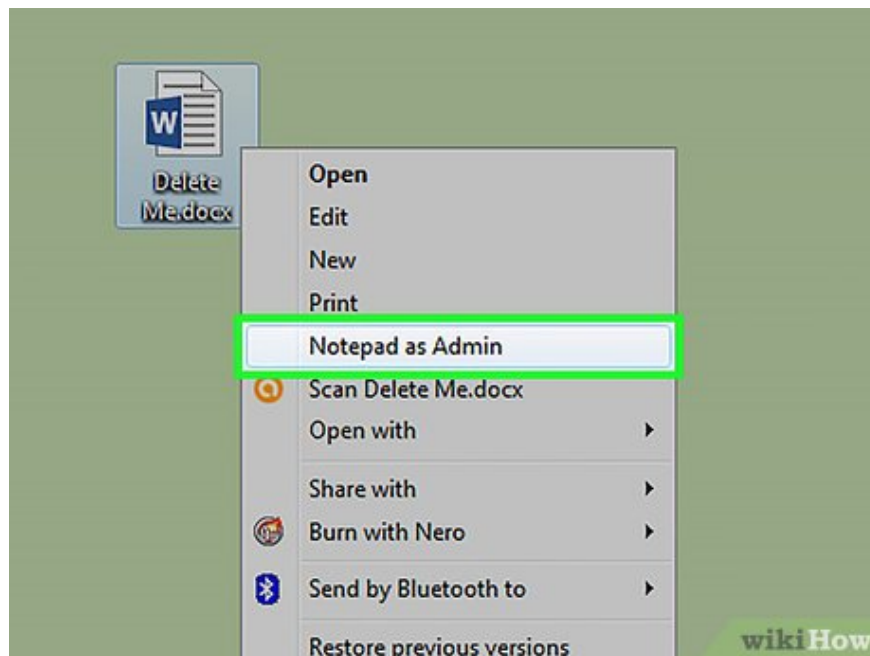 W
Delete
Me.docx
Open
Edit
New
Print
Notepad as Admin
Scan Delete Me.docx
Open with
Share with
Burn with Nero
Send by Bluetooth to
Restore previous versions
wikiHow